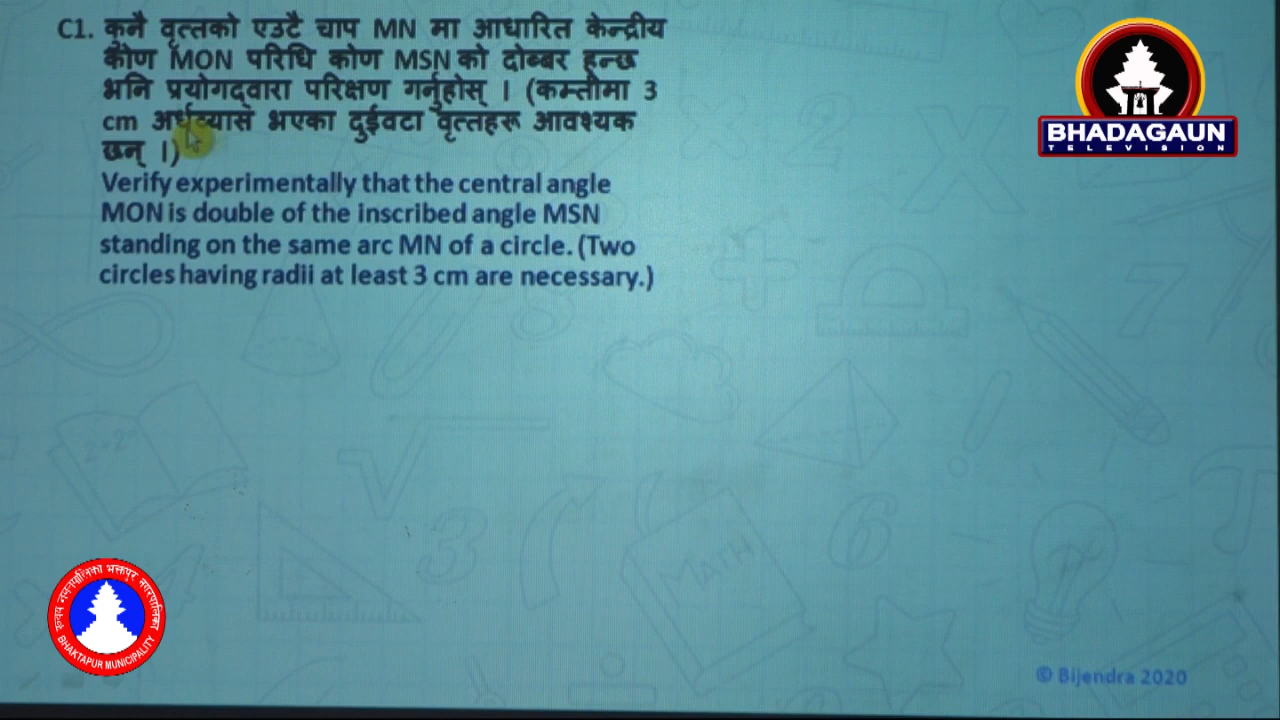 C1. कुनै वृत्तको एउटै चाप MN मा आधारित केन्द्रीय
कोण MON परिधि कोण MSN को दोब्बर हुन्छ
भनि प्रयोगद्वारा परिक्षण गर्नुहोस् । (कम्तीमा 3
cm अर्धव्यास भएका दुईवटा वृत्तहरू आवश्यक
छन् ।)
Verify experimentally that the central angle
MON is double of the inscribed angle MSN
standing on the same arc MN of a circle. (Two
circles having radii at least 3 cm are necessary.)
BHADAGAUN
TELEVISION
BHAKTAPUR MUNICIPALITY
MATH
© Bijendra 2020